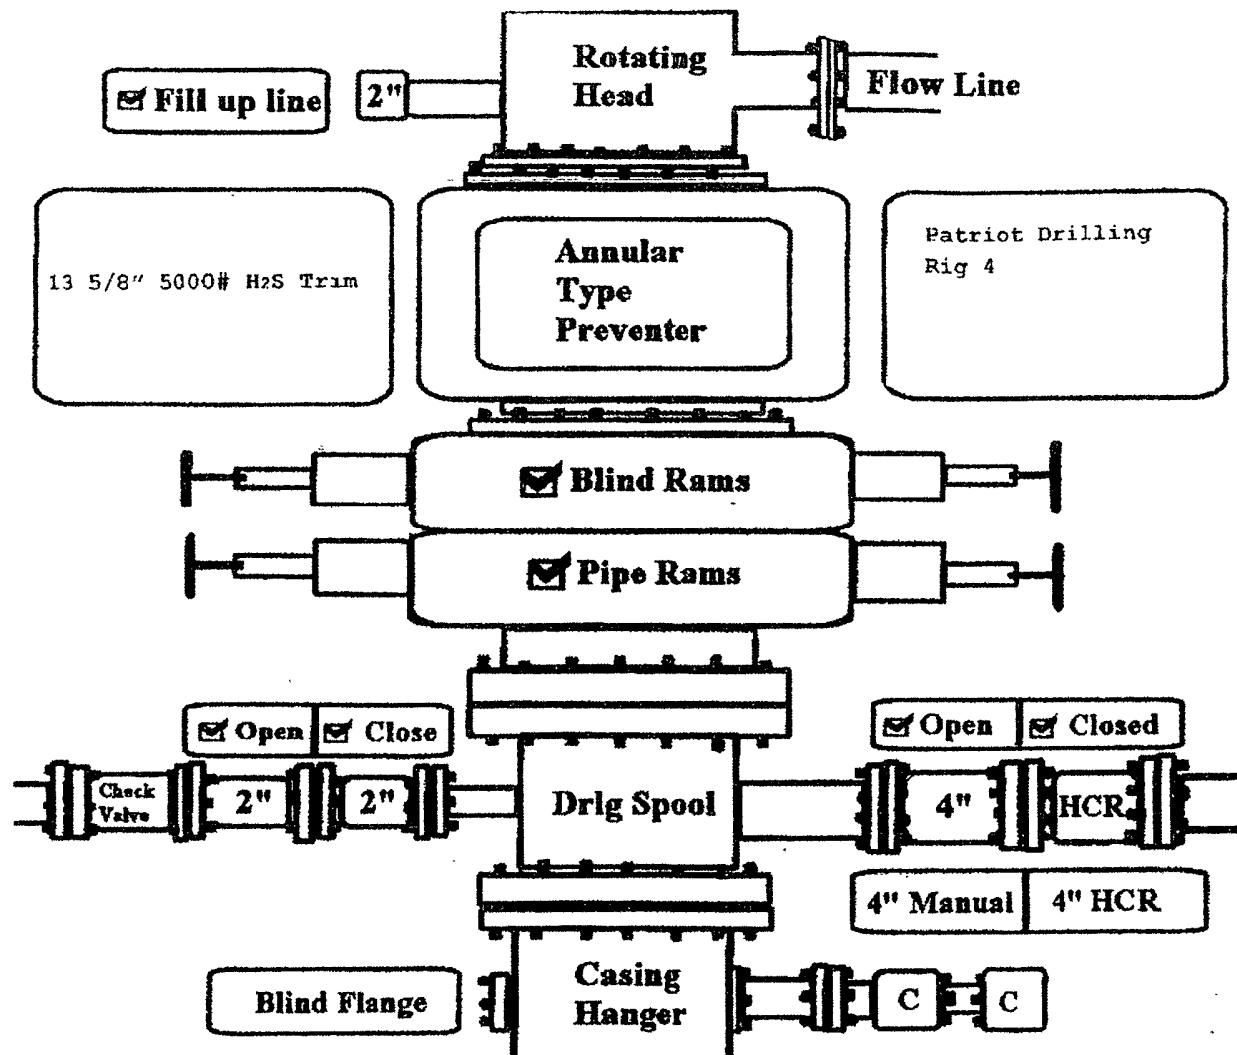 Rotating
Head
Fill up line
2"
Flow Line
13 5/8" 5000# H2S Trim
Annular
Type
Preventer
Patriot Drilling
Rig 4
Blind Rams
Pipe Rams
Open
Close
Open
Closed
Check
Valve
2"
2"
Drlg Spool
4"
HCR
4" Manual
4" HCR
Blind Flange
Casing
Hanger
C
C